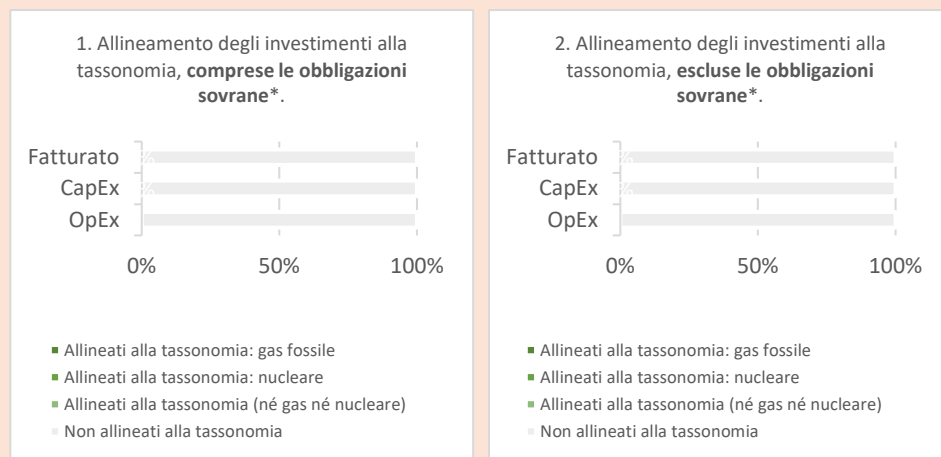 1. Allineamento degli investimenti alla
tassonomia, comprese le obbligazioni
sovrane*.
Fatturato
CapEx
OpEx
0% 50% 100%
Allineati alla tassonomia: gas fossile
Allineati alla tassonomia: nucleare
Allineati alla tassonomia (né gas né nucleare)
Non allineati alla tassonomia
2. Allineamento degli investimenti alla
tassonomia, escluse le obbligazioni
sovrane*.
Fatturato
CapEx
OpEx
0% 50% 100%
Allineati alla tassonomia: gas fossile
Allineati alla tassonomia: nucleare
Allineati alla tassonomia (né gas né nucleare)
Non allineati alla tassonomia